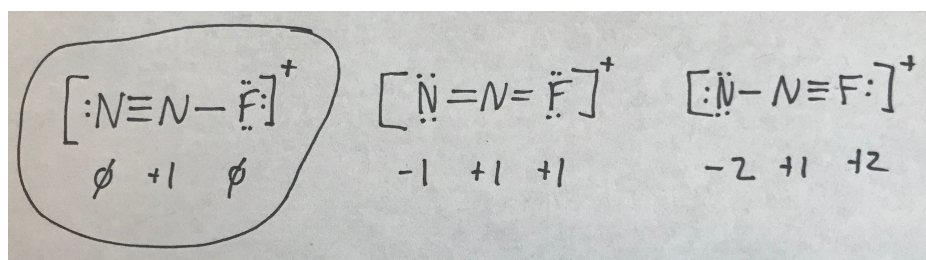 [:N≡N−F̤̈:]⁺ [N̤̈=N=F̤̈]⁺ [:N̤̈−N≡F:]⁺
∅ +1 ∅ -1 +1 +1 -2 +1 +2